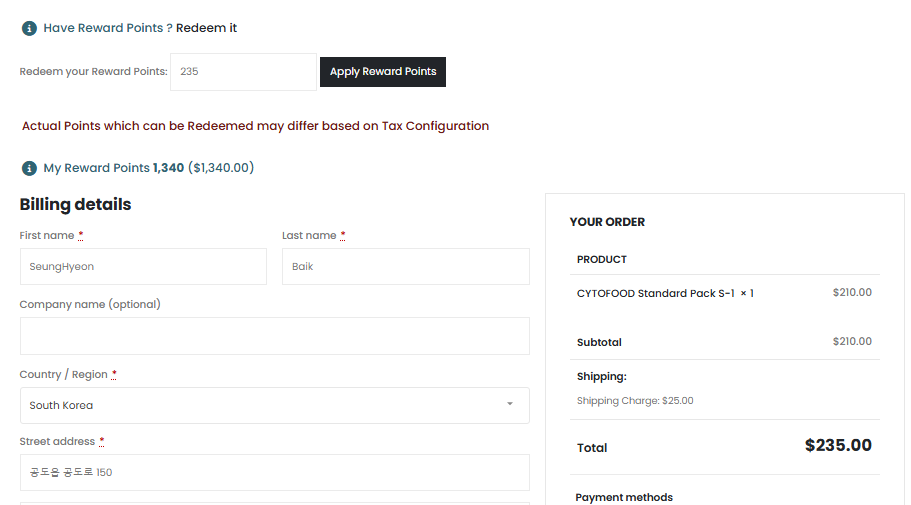 Have Reward Points ? Redeem it
Redeem your Reward Points: 235 Apply Reward Points
Actual Points which can be Redeemed may differ based on Tax Configuration
My Reward Points 1,340 ($1,340.00)
Billing details
First name * Last name *
SeungHyeon Baik
Company name (optional)
Country / Region *
South Korea
Street address *
공도읍 공도로 150
YOUR ORDER
PRODUCT
CYTOFOOD Standard Pack S-1 × 1 $210.00
Subtotal $210.00
Shipping:
Shipping Charge: $25.00
Total $235.00
Payment methods